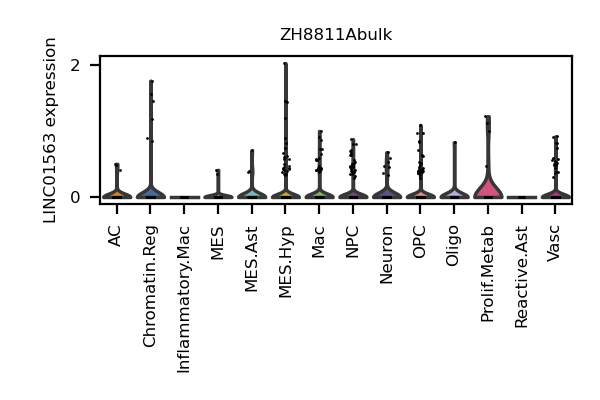 ZH8811Abulk
LINC01563 expression
2
0
AC
Chromatin.Reg
Inflammatory.Mac
MES
MES.Ast
MES.Hyp
Mac
NPC
Neuron
OPC
Oligo
Prolif.Metab
Reactive.Ast
Vasc